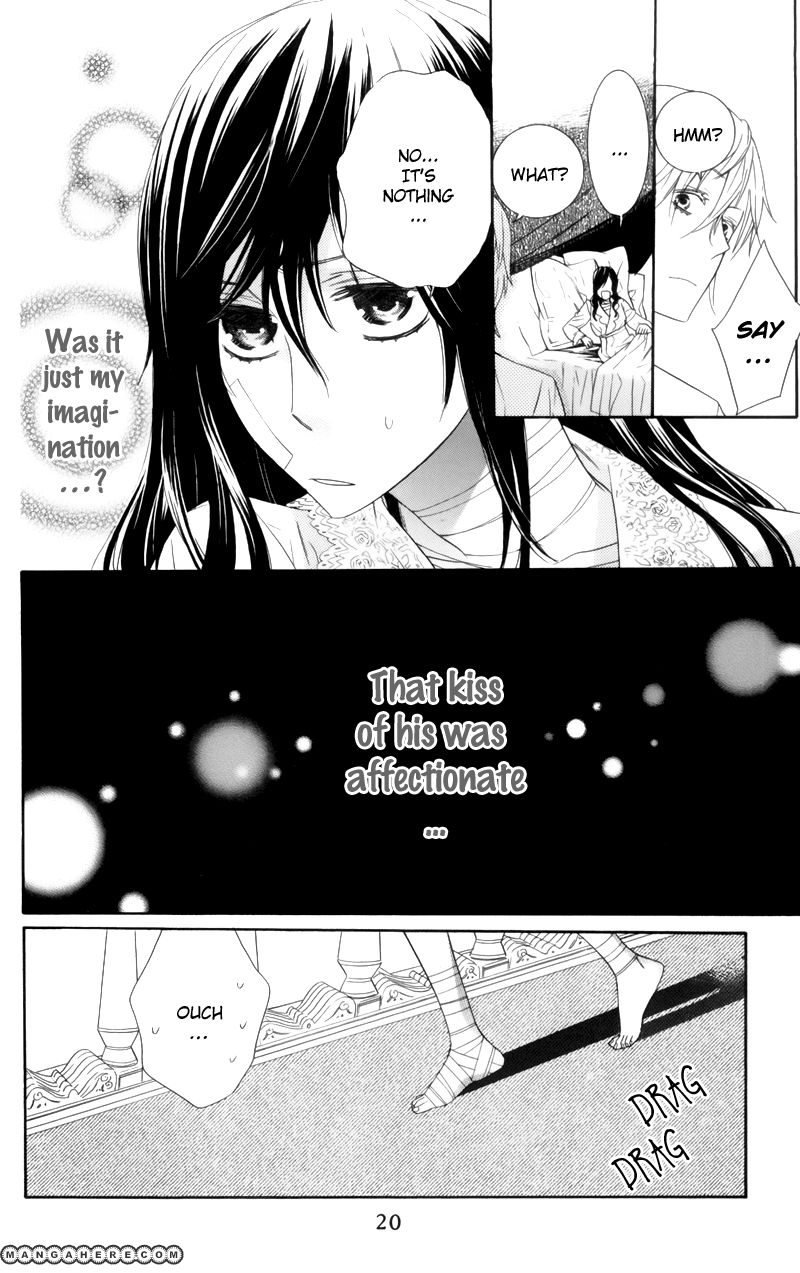 HMM?
SAY
...
...
WHAT?
NO...
IT'S
NOTHING
...
Was it
just my
imagi-
nation
...?
That kiss
of his was
affectionate
...
OUCH
...
DRAG
DRAG
20
MANGAHERE.COM